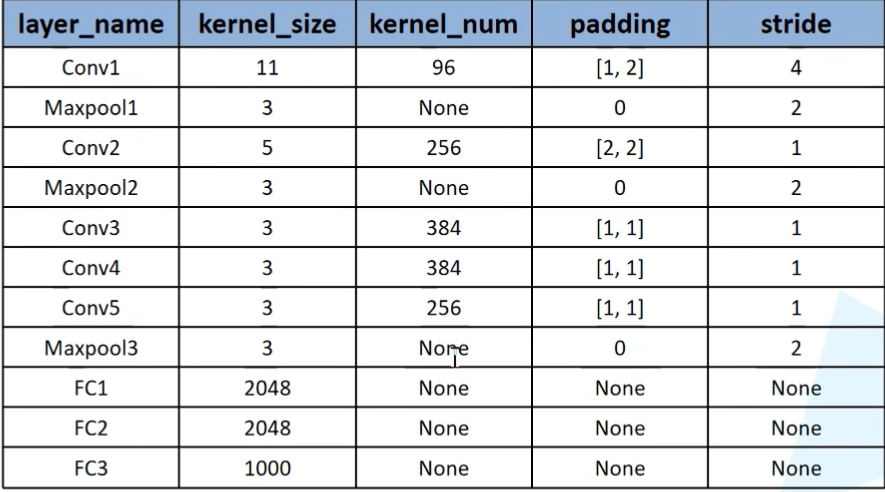 layer_name kernel_size kernel_num padding stride
Conv1 11 96 [1, 2] 4
Maxpool1 3 None 0 2
Conv2 5 256 [2, 2] 1
Maxpool2 3 None 0 2
Conv3 3 384 [1, 1] 1
Conv4 3 384 [1, 1] 1
Conv5 3 256 [1, 1] 1
Maxpool3 3 None 0 2
FC1 2048 None None None
FC2 2048 None None None
FC3 1000 None None None